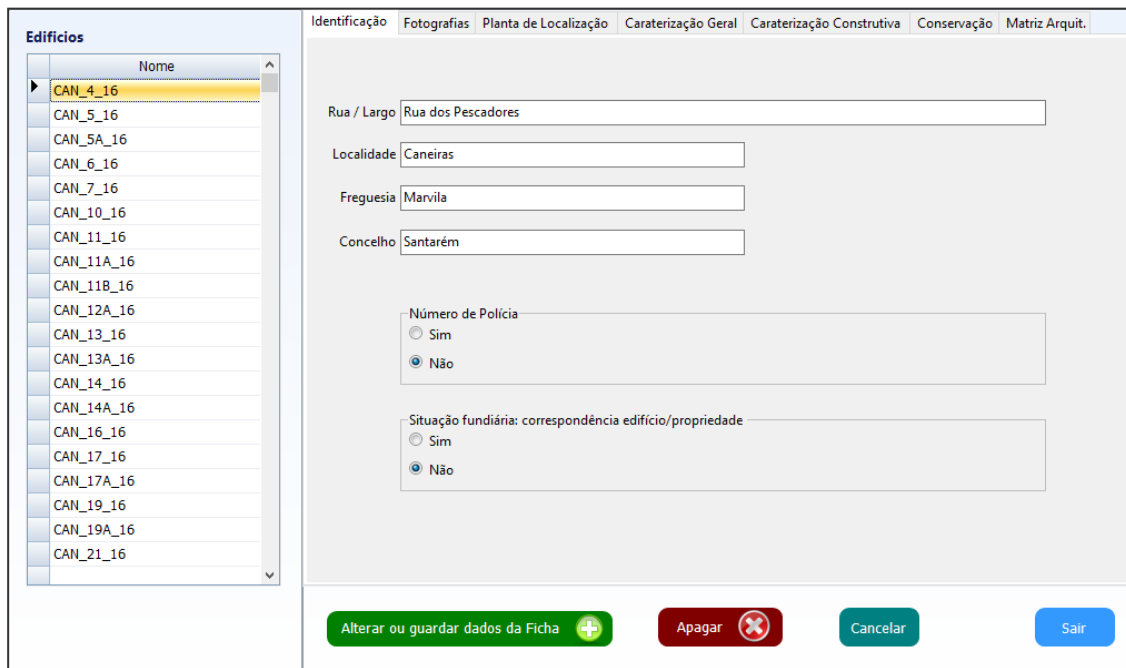 Edificios
Nome
CAN_4_16
CAN_5_16
CAN_5A_16
CAN_6_16
CAN_7_16
CAN_10_16
CAN_11_16
CAN_11A_16
CAN_11B_16
CAN_12A_16
CAN_13_16
CAN_13A_16
CAN_14_16
CAN_14A_16
CAN_16_16
CAN_17_16
CAN_17A_16
CAN_19_16
CAN_19A_16
CAN_21_16
Identificação Fotografias Planta de Localização Caraterização Geral Caraterização Construtiva Conservação Matriz Arquit.
Rua / Largo Rua dos Pescadores
Localidade Caneiras
Freguesia Marvila
Concelho Santarém
Número de Polícia
Sim
Não
Situação fundiária: correspondência edifício/propriedade
Sim
Não
Alterar ou guardar dados da Ficha Apagar Cancelar Sair